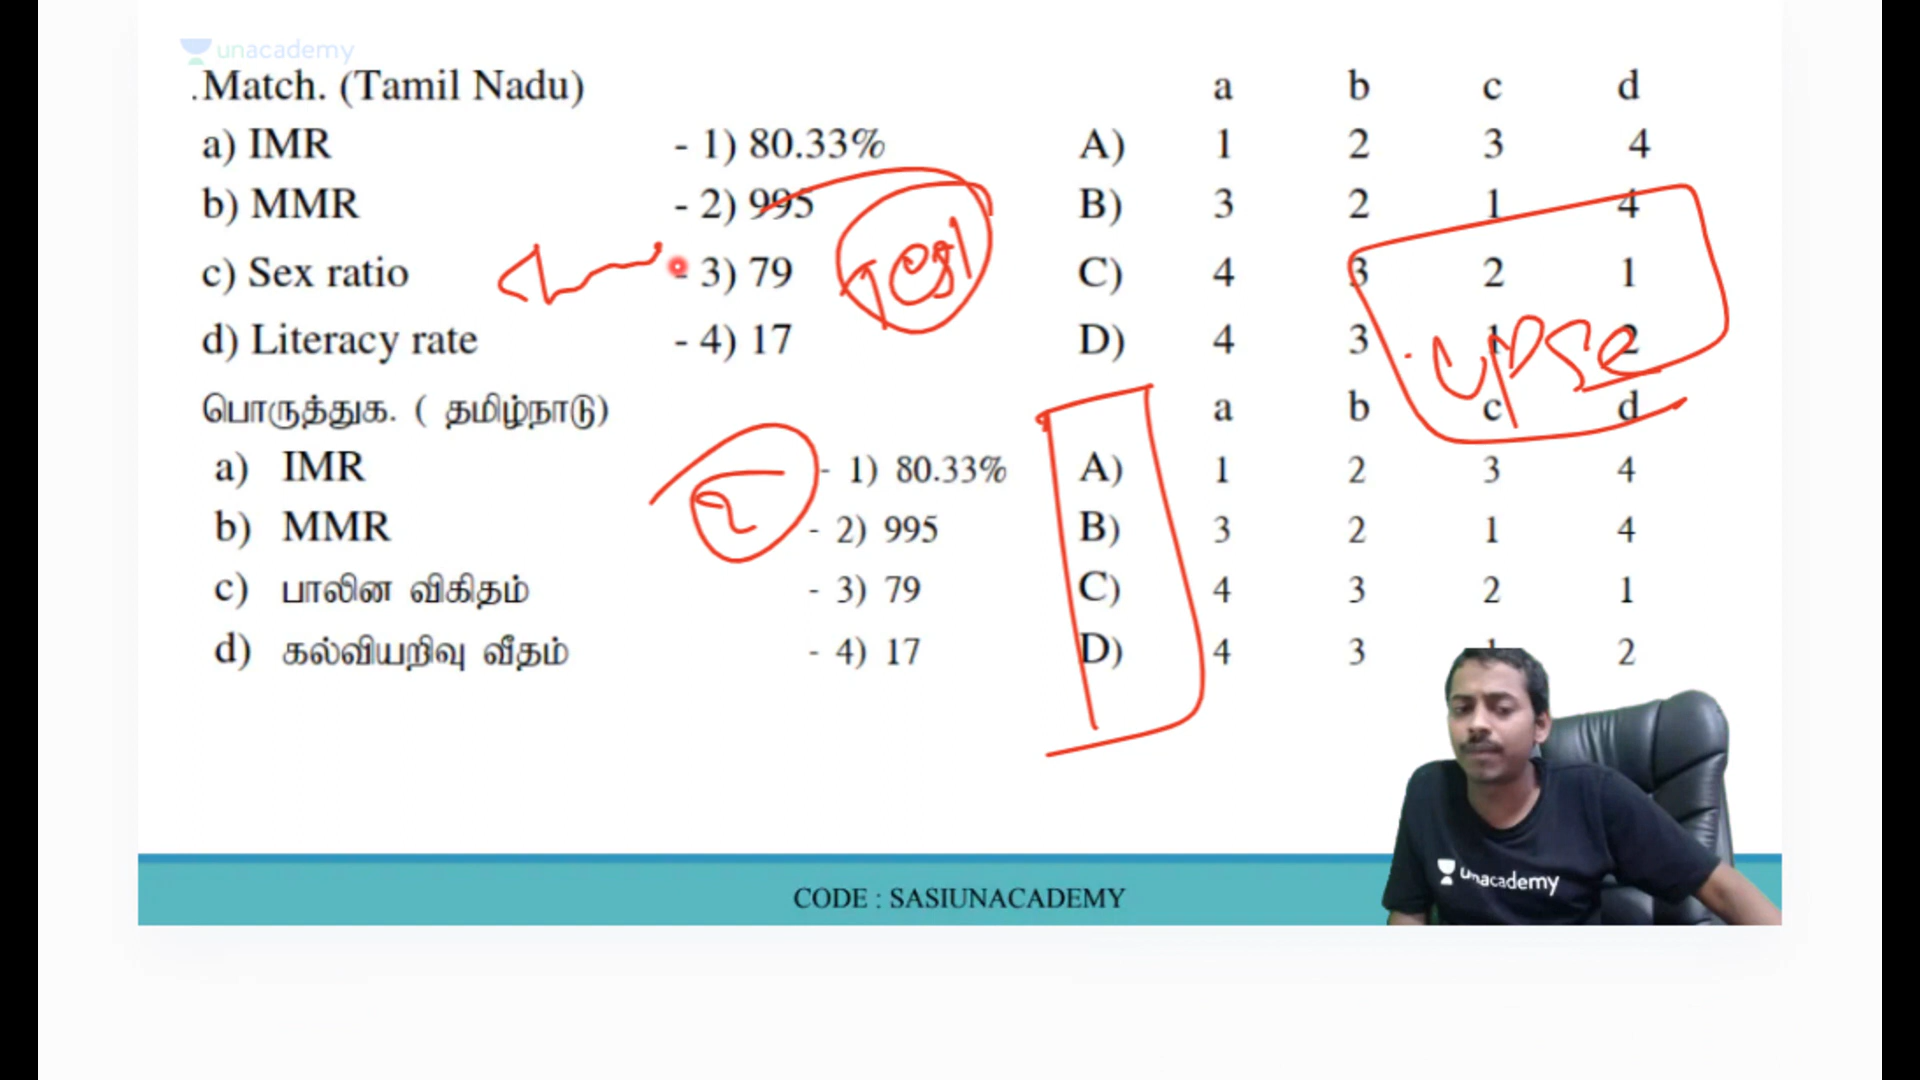 unacademy
.Match. (Tamil Nadu) a b c d
a) IMR - 1) 80.33% A) 1 2 3 4
b) MMR - 2) 995 B) 3 2 1 4
c) Sex ratio - 3) 79 C) 4 3 2 1
d) Literacy rate - 4) 17 D) 4 3 1 2
upsc
பொருத்துக. ( தமிழ்நாடு) a b c d
a) IMR - 1) 80.33% A) 1 2 3 4
b) MMR - 2) 995 B) 3 2 1 4
c) பாலின விகிதம் - 3) 79 C) 4 3 2 1
d) கல்வியறிவு வீதம் - 4) 17 D) 4 3 1 2
unacademy
CODE : SASIUNACADEMY